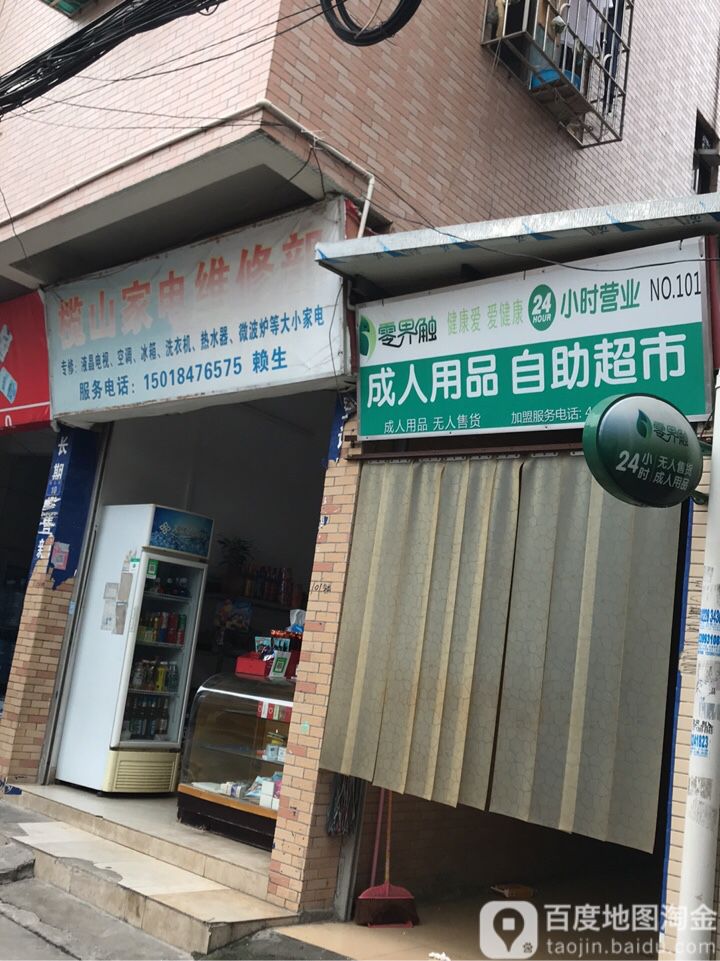 榄山家电维修部
专修：液晶电视、空调、冰箱、洗衣机、热水器、微波炉等大小家电
服务电话：15018476575 赖生
零界触
健康爱 爱健康
24 HOUR
小时营业
NO.101
成人用品 自助超市
成人用品 无人售货
加盟服务电话: 4
零界触
24小时
无人售货
成人用品
长期
百度地图淘金
taojin.baidu.com